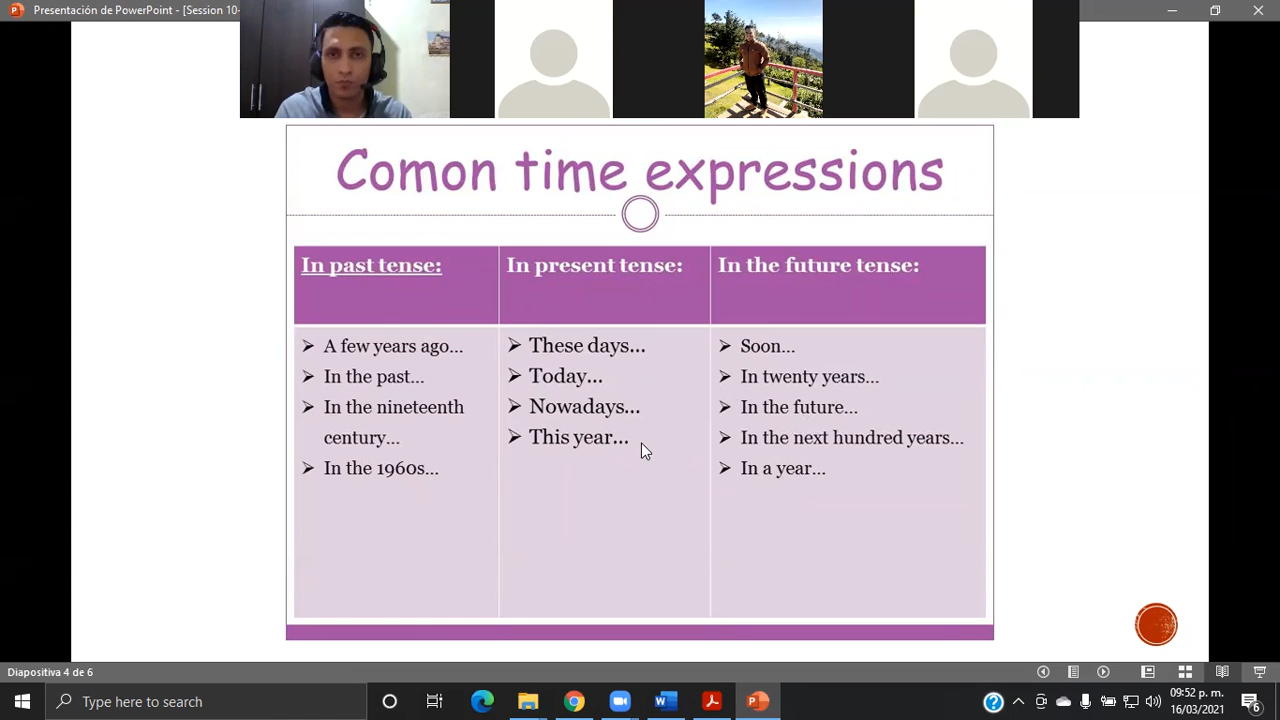 Presentación de PowerPoint - [Session 10-
Comon time expressions
In past tense:
In present tense:
In the future tense:
A few years ago...
In the past...
In the nineteenth
century...
In the 1960s...
These days...
Today...
Nowadays...
This year...
Soon...
In twenty years...
In the future...
In the next hundred years...
In a year...
Diapositiva 4 de 6
Type here to search
09:52 p. m.
16/03/2021
6